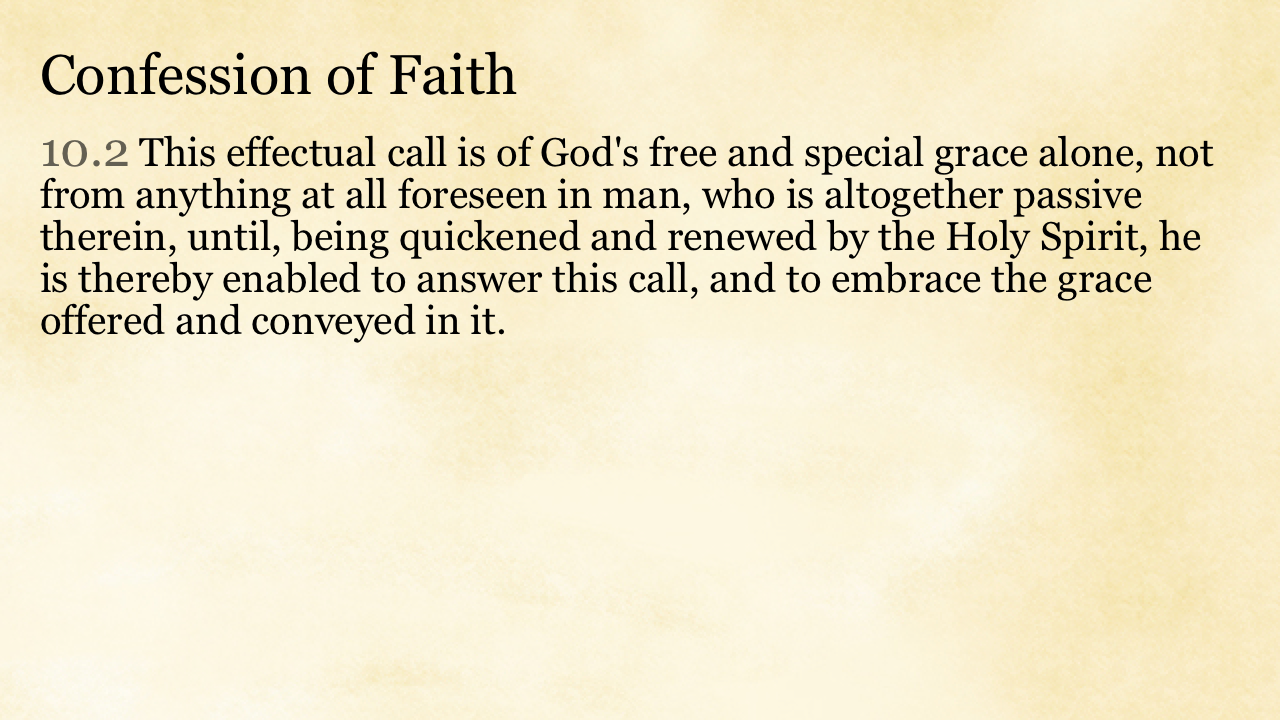 Confession of Faith
10.2 This effectual call is of God's free and special grace alone, not
from anything at all foreseen in man, who is altogether passive
therein, until, being quickened and renewed by the Holy Spirit, he
is thereby enabled to answer this call, and to embrace the grace
offered and conveyed in it.